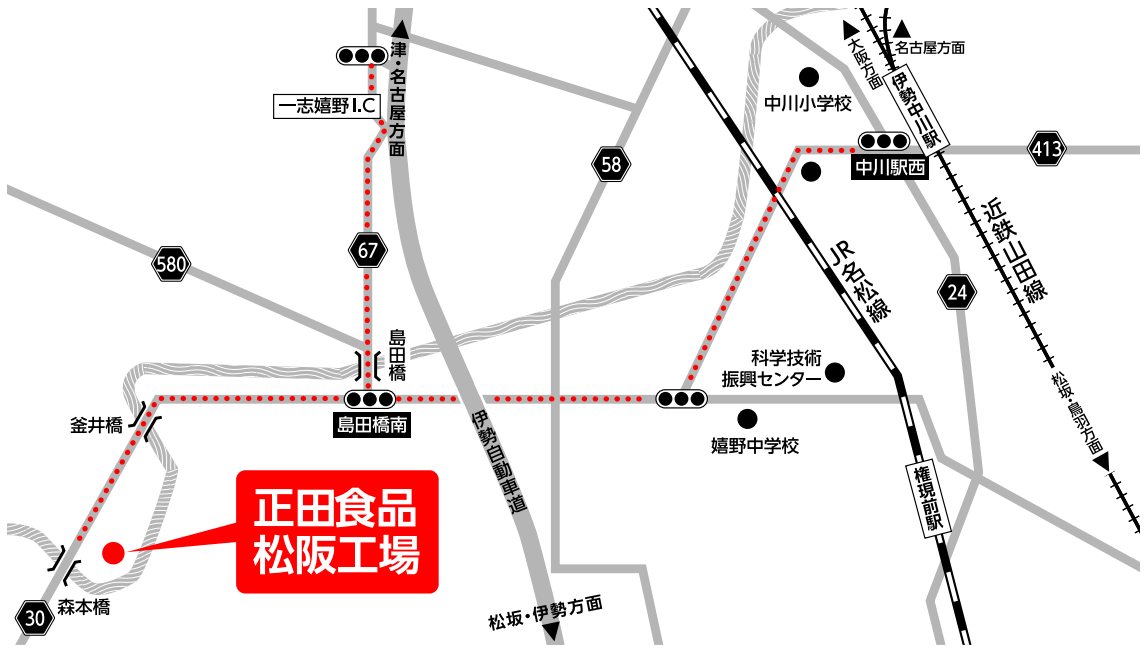 津・名古屋方面
一志嬉野I.C
大阪方面
名古屋方面
伊勢中川駅
中川小学校
58
中川駅西
413
67
580
JR名松線
近鉄山田線
24
島田橋
科学技術
振興センター
松坂・鳥羽方面
釜井橋
島田橋南
伊勢自動車道
嬉野中学校
権現前駅
正田食品
松阪工場
森本橋
30
松坂・伊勢方面